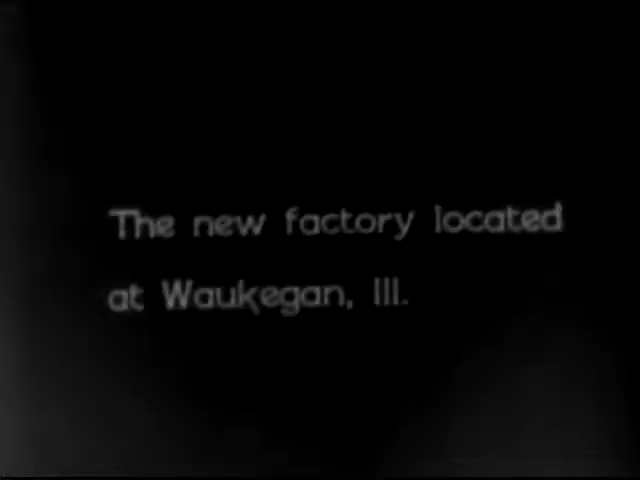 The new factory located
at Waukegan, Ill.